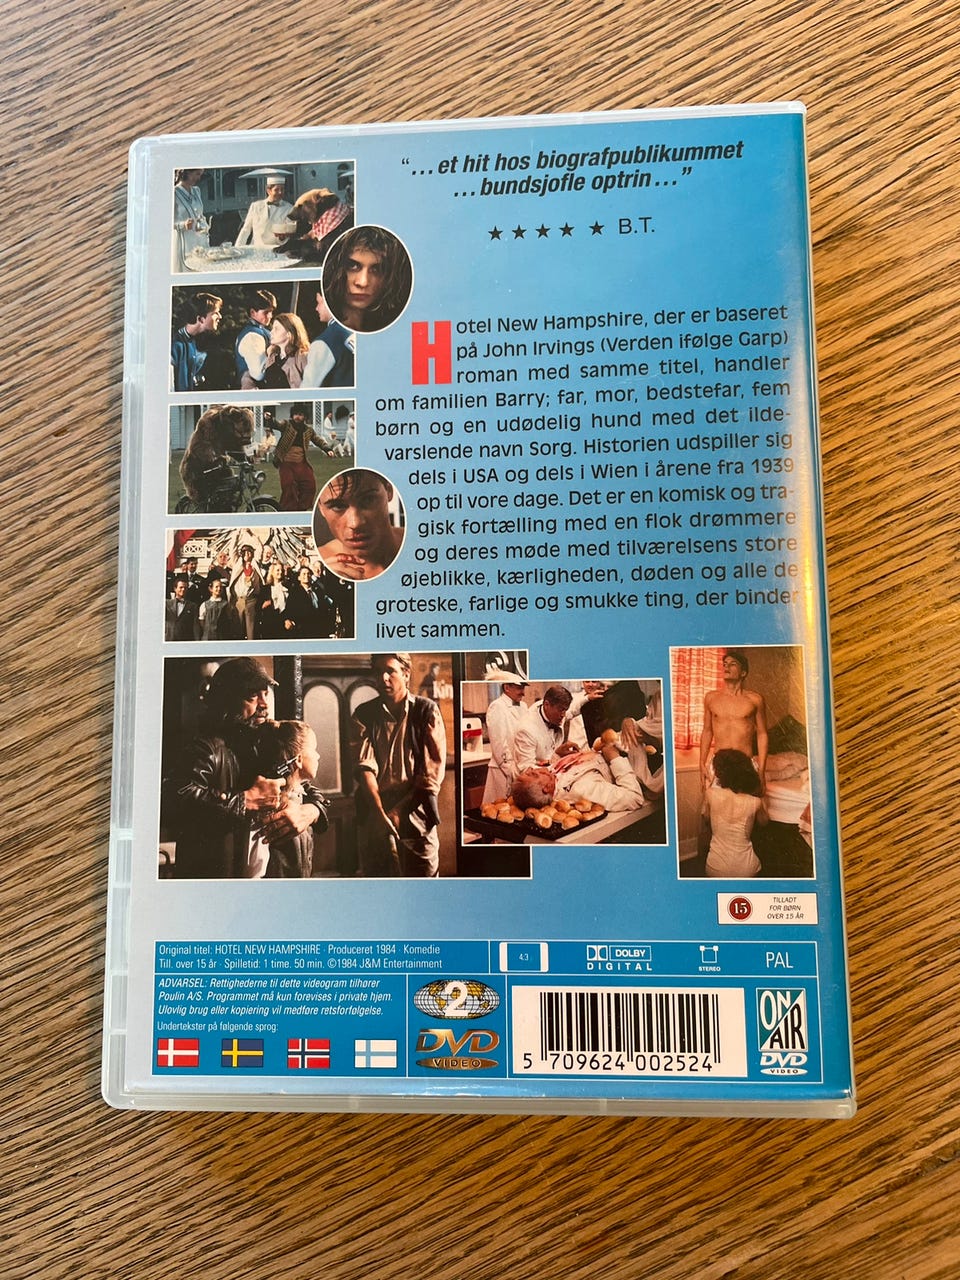 “...et hit hos biografpublikummet
...bundsjofle optrin...”
★★★★ ★ B.T.
Hotel New Hampshire, der er baseret
på John Irvings (Verden ifølge Garp)
roman med samme titel, handler
om familien Barry; far, mor, bedstefar, fem
børn og en udødelig hund med det ilde-
varslende navn Sorg. Historien udspiller sig
dels i USA og dels i Wien i årene fra 1939
op til vore dage. Det er en komisk og tra-
gisk fortælling med en flok drømmere
og deres møde med tilværelsens store
øjeblikke, kærligheden, døden og alle de
groteske, farlige og smukke ting, der binder
livet sammen.
15
TILLADT
FOR BØRN
OVER 15 ÅR
Original titel: HOTEL NEW HAMPSHIRE · Produceret 1984 · Komedie
Till. over 15 år · Spilletid: 1 time. 50 min. ©1984 J&M Entertainment
4:3
DOLBY
DIGITAL
STEREO
PAL
ADVARSEL: Rettighederne til dette videogram tilhører
Poulin A/S. Programmet må kun forevises i private hjem.
Ulovlig brug eller kopiering vil medføre retsforfølgelse.
Undertekster på følgende sprog:
2
DVD
VIDEO
5 709624 002524
ON
AIR
DVD
VIDEO